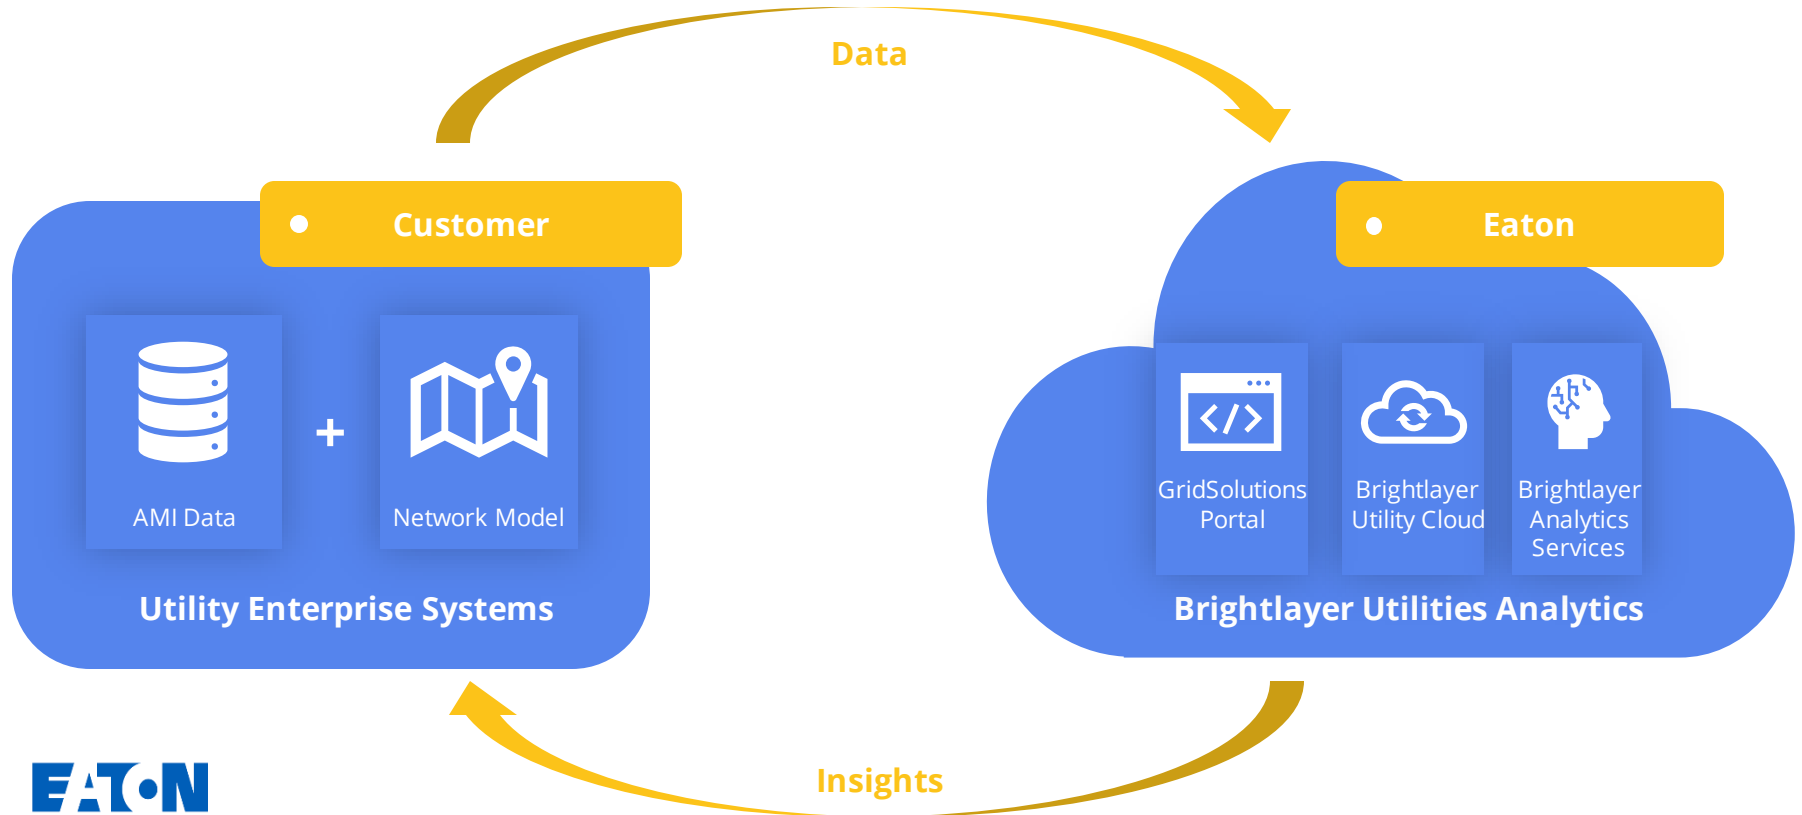 Data
Customer
Eaton
+
</>
AMI Data
Network Model
GridSolutions
Portal
Brightlayer
Utility Cloud
Brightlayer
Analytics
Services
Utility Enterprise Systems
Brightlayer Utilities Analytics
Insights
EATON